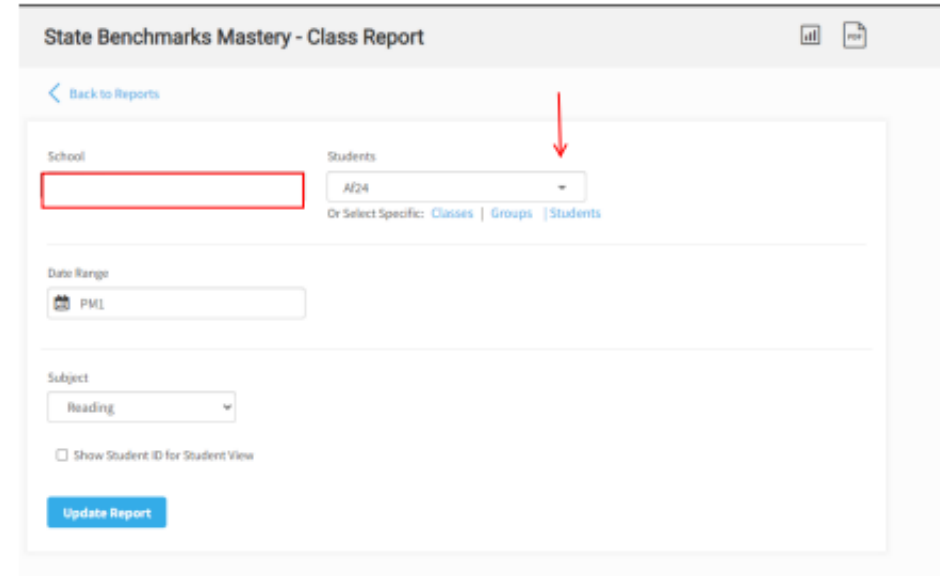 State Benchmarks Mastery - Class Report
PDF
Back to Reports
School
Students
Af24
Or Select Specific: Classes | Groups | Students
Date Range
PM1
Subject
Reading
Show Student ID for Student View
Update Report